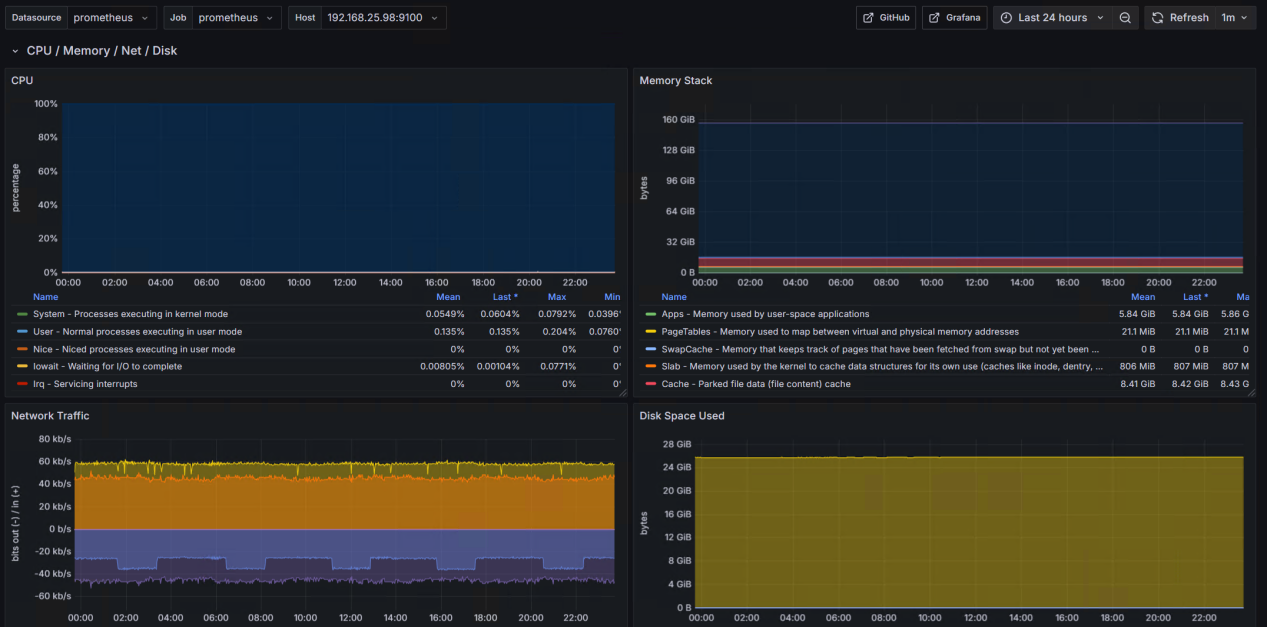 Datasource prometheus Job prometheus Host 192.168.25.98:9100 GitHub Grafana Last 24 hours Refresh 1m
CPU / Memory / Net / Disk
CPU
100%
80%
60%
40%
20%
0%
percentage
00:00 02:00 04:00 06:00 08:00 10:00 12:00 14:00 16:00 18:00 20:00 22:00
Name Mean Last * Max Min
System - Processes executing in kernel mode 0.0549% 0.0604% 0.0792% 0.0396'
User - Normal processes executing in user mode 0.135% 0.135% 0.204% 0.0760'
Nice - Niced processes executing in user mode 0% 0% 0% 0'
Iowait - Waiting for I/O to complete 0.00805% 0.00104% 0.0771% 0'
Irq - Servicing interrupts 0% 0% 0% 0'
Memory Stack
160 GiB
128 GiB
96 GiB
64 GiB
32 GiB
0 B
bytes
00:00 02:00 04:00 06:00 08:00 10:00 12:00 14:00 16:00 18:00 20:00 22:00
Name Mean Last * Ma
Apps - Memory used by user-space applications 5.84 GiB 5.84 GiB 5.86 G
PageTables - Memory used to map between virtual and physical memory addresses 21.1 MiB 21.1 MiB 21.1 M
SwapCache - Memory that keeps track of pages that have been fetched from swap but not yet been ... 0 B 0 B 0
Slab - Memory used by the kernel to cache data structures for its own use (caches like inode, dentry, ... 806 MiB 807 MiB 807 M
Cache - Parked file data (file content) cache 8.41 GiB 8.42 GiB 8.43 G
Network Traffic
80 kb/s
60 kb/s
40 kb/s
20 kb/s
0 b/s
-20 kb/s
-40 kb/s
-60 kb/s
bits out (-) / in (+)
00:00 02:00 04:00 06:00 08:00 10:00 12:00 14:00 16:00 18:00 20:00 22:00
Disk Space Used
28 GiB
24 GiB
20 GiB
16 GiB
12 GiB
8 GiB
4 GiB
0 B
bytes
00:00 02:00 04:00 06:00 08:00 10:00 12:00 14:00 16:00 18:00 20:00 22:00